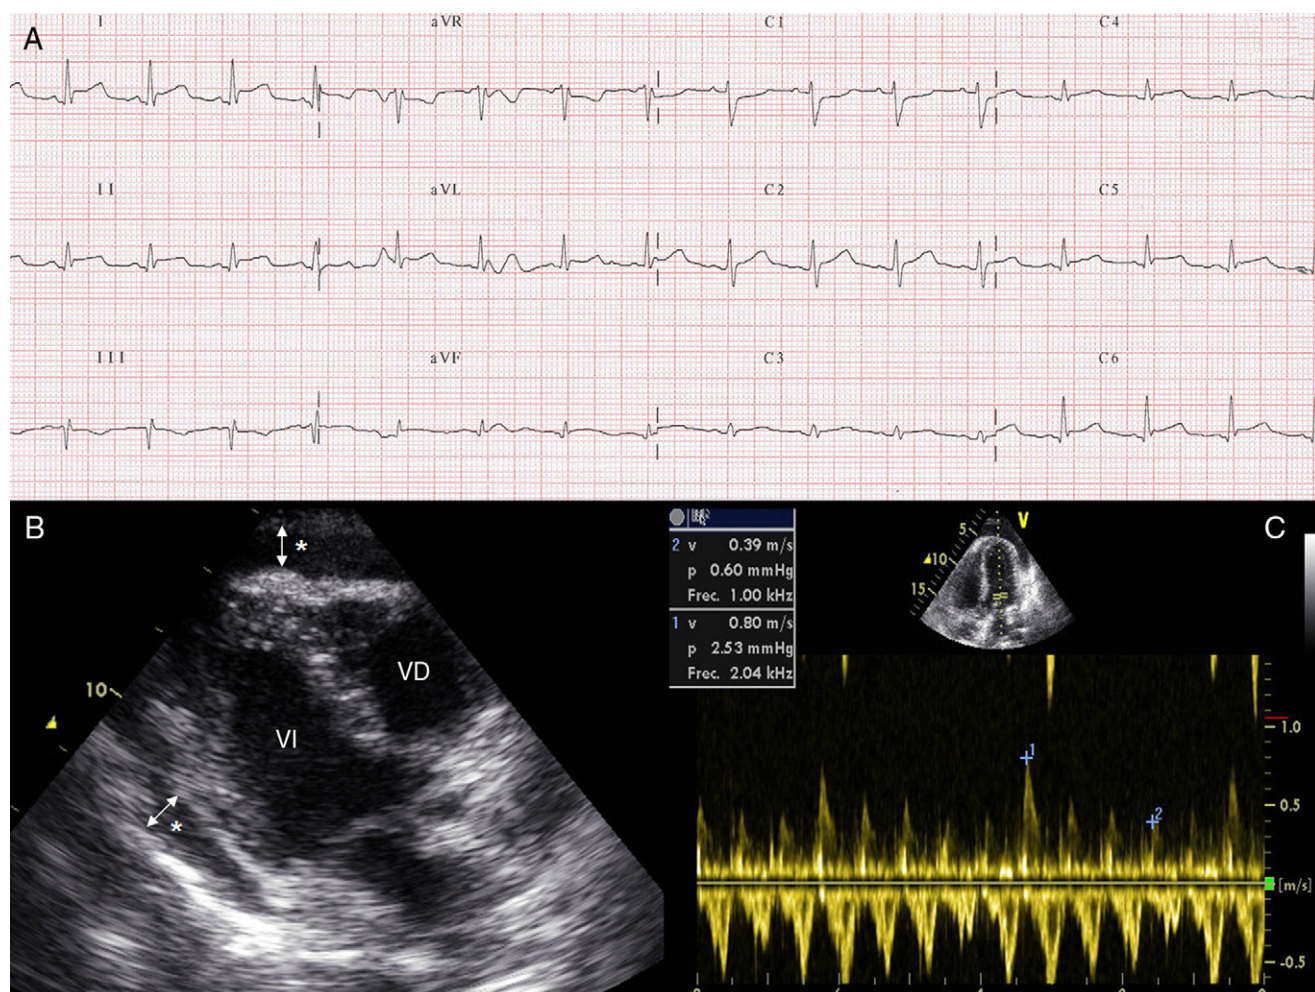 A
I aVR C1 C4
II aVL C2 C5
III aVF C3 C6
B
*
VD
10
VI
*
C
V
5
10
15
2 v 0.39 m/s
p 0.60 mmHg
Frec. 1.00 kHz
1 v 0.80 m/s
p 2.53 mmHg
Frec. 2.04 kHz
1
1.0
0.5
2
[m/s]
-0.5